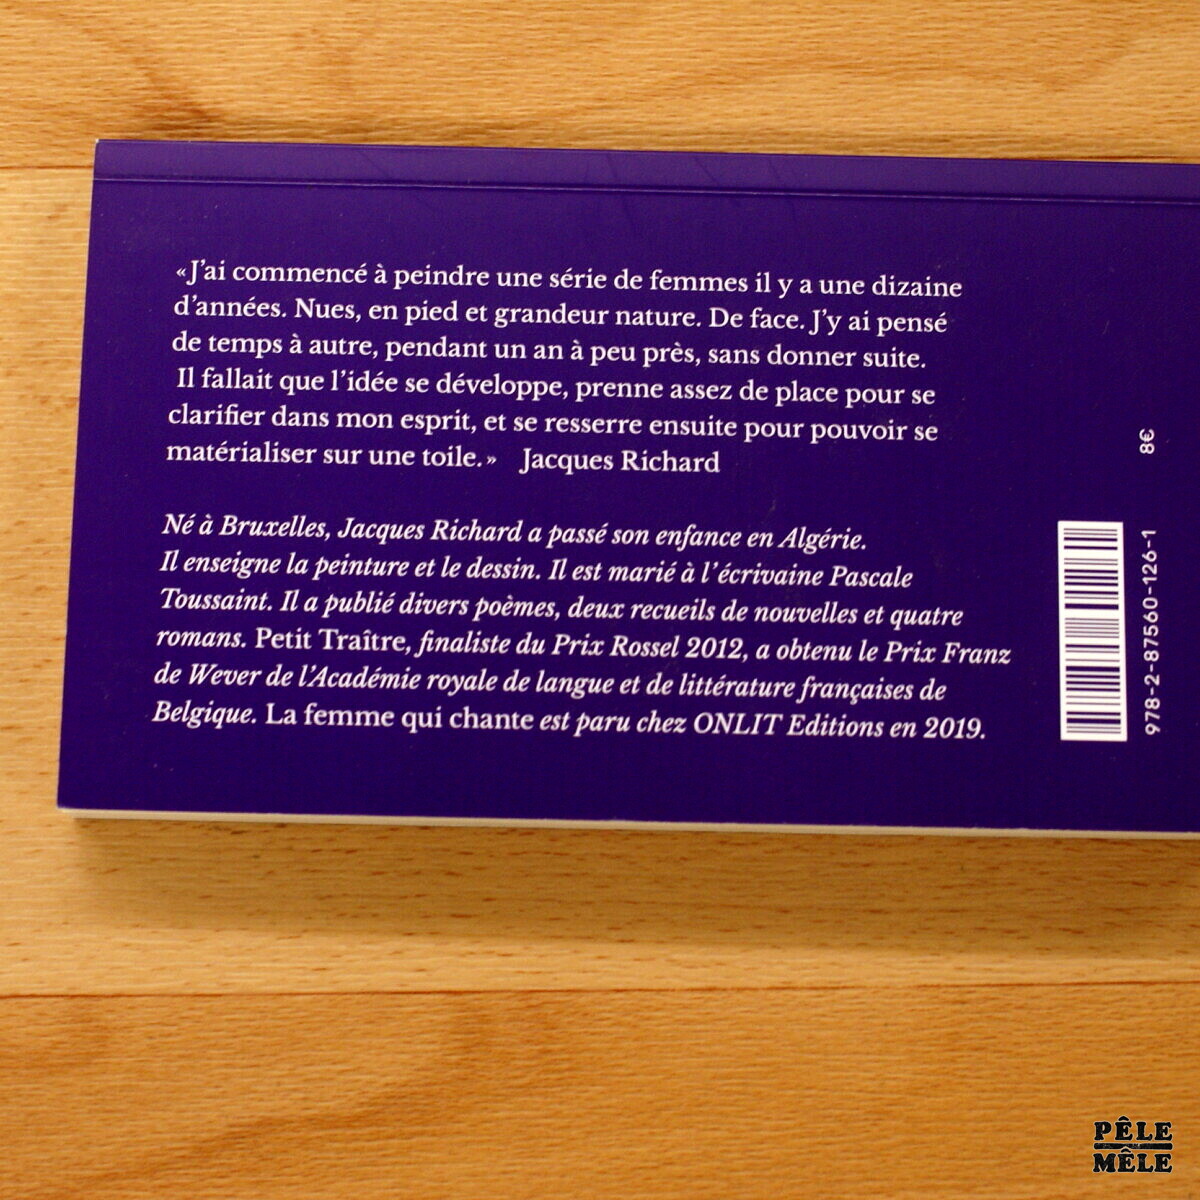 «J’ai commencé à peindre une série de femmes il y a une dizaine
d’années. Nues, en pied et grandeur nature. De face. J’y ai pensé
de temps à autre, pendant un an à peu près, sans donner suite.
Il fallait que l’idée se développe, prenne assez de place pour se
clarifier dans mon esprit, et se resserre ensuite pour pouvoir se
matérialiser sur une toile.» Jacques Richard
Né à Bruxelles, Jacques Richard a passé son enfance en Algérie.
Il enseigne la peinture et le dessin. Il est marié à l’écrivaine Pascale
Toussaint. Il a publié divers poèmes, deux recueils de nouvelles et quatre
romans. Petit Traître, finaliste du Prix Rossel 2012, a obtenu le Prix Franz
de Wever de l’Académie royale de langue et de littérature françaises de
Belgique. La femme qui chante est paru chez ONLIT Editions en 2019.
8€
978-2-87560-126-1
PÊLE
MÊLE